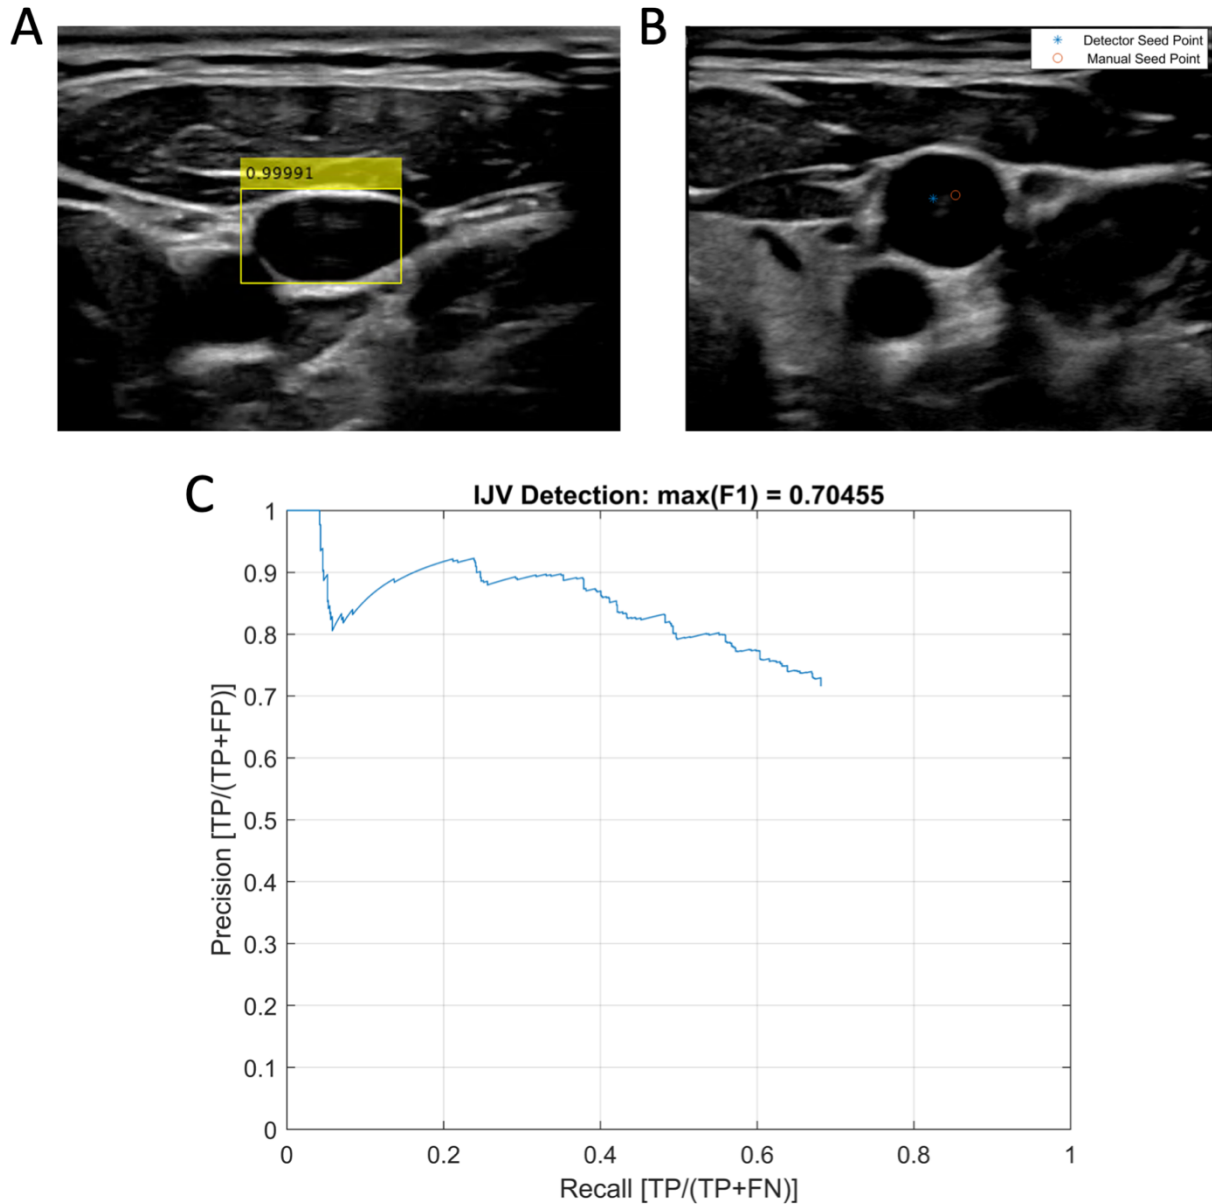 A
B
0.99991
Detector Seed Point
Manual Seed Point
C
IJV Detection: max(F1) = 0.70455
1
0.9
0.8
0.7
0.6
0.5
0.4
0.3
0.2
0.1
0
Precision [TP/(TP+FP)]
0 0.2 0.4 0.6 0.8 1
Recall [TP/(TP+FN)]